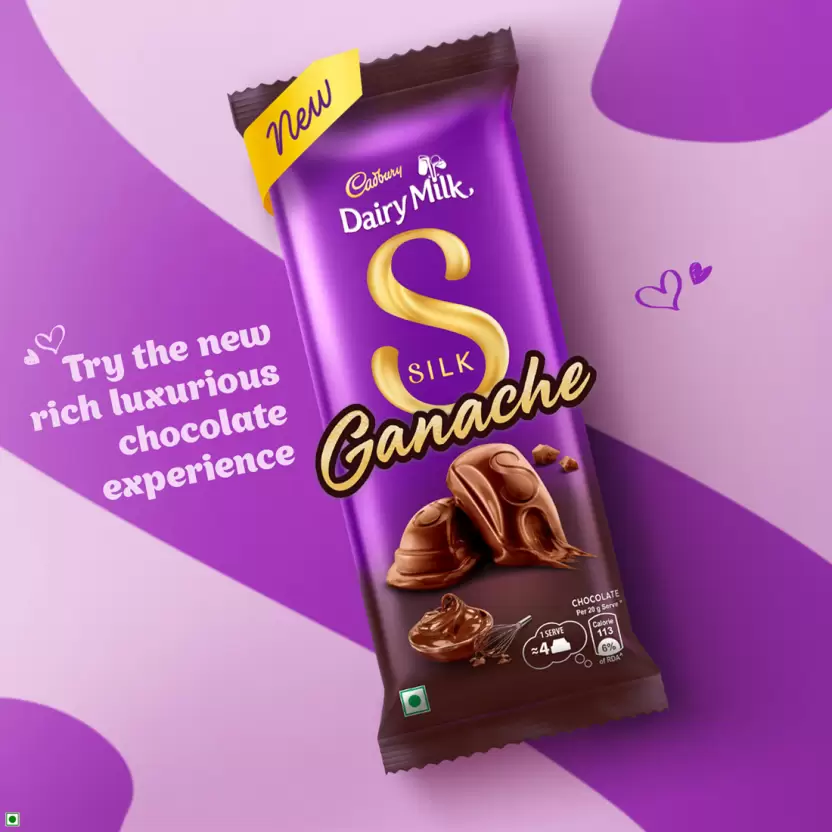 New
Cadbury
Dairy Milk
S
SILK
Ganache
Try the new
rich luxurious
chocolate
experience
CHOCOLATE
Per 20 g Serve*
1 SERVE
≈4
Calorie
113
6%
of RDA*